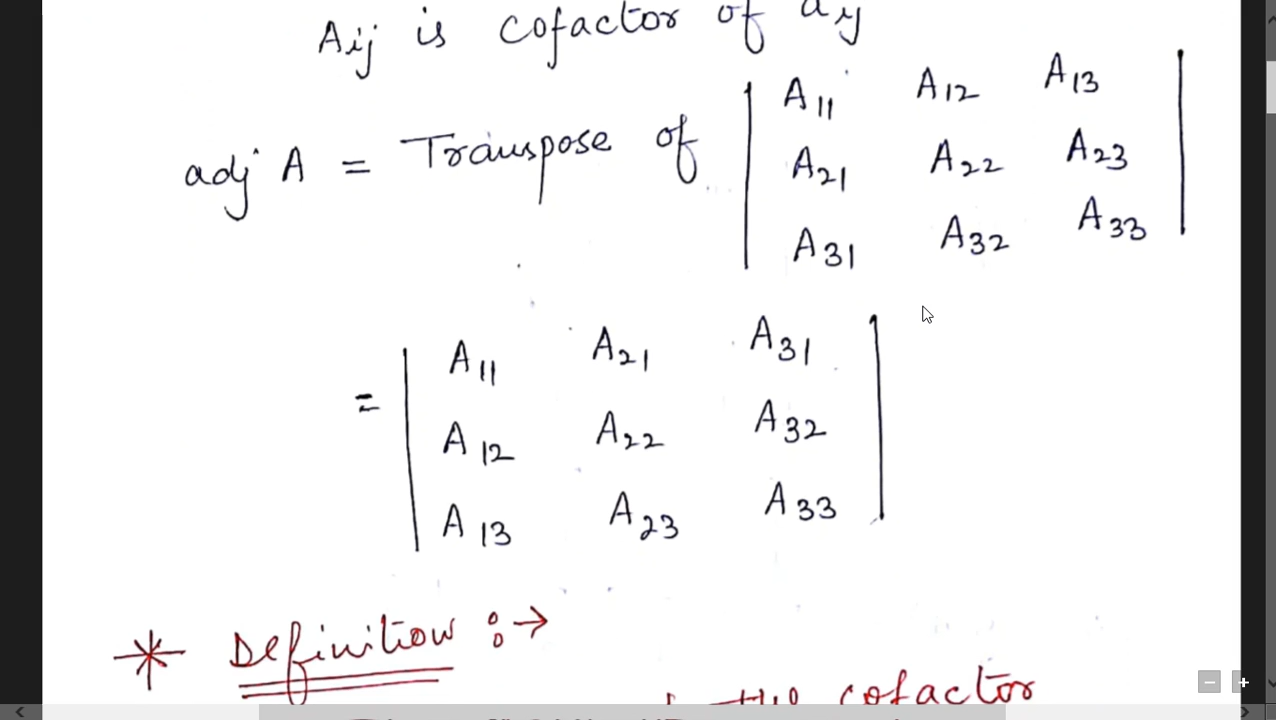 Aij is cofactor of aij
adj A = Transpose of | A11 A12 A13 |
| A21 A22 A23 |
| A31 A32 A33 |
= | A11 A21 A31 |
| A12 A22 A32 |
| A13 A23 A33 |
* Definition :→
the cofactor